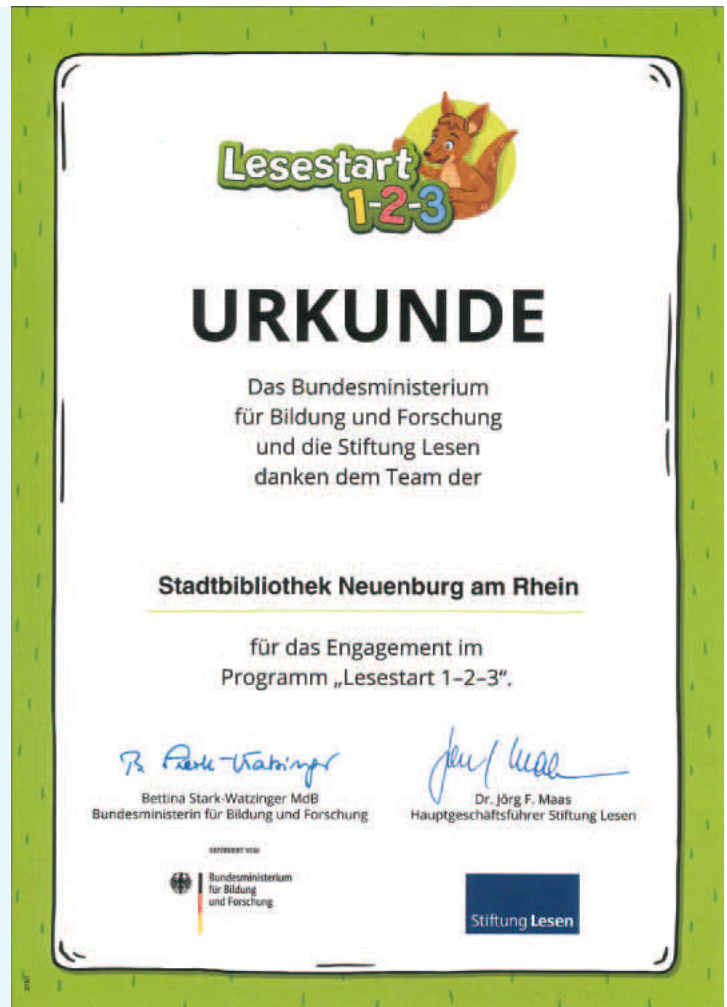 Lesestart
1-2-3
URKUNDE
Das Bundesministerium
für Bildung und Forschung
und die Stiftung Lesen
danken dem Team der
Stadtbibliothek Neuenburg am Rhein
für das Engagement im
Programm „Lesestart 1–2–3“.
Bettina Stark-Watzinger MdB
Bundesministerin für Bildung und Forschung
Dr. Jörg F. Maas
Hauptgeschäftsführer Stiftung Lesen
GEFÖRDERT VOM
Bundesministerium
für Bildung
und Forschung
Stiftung Lesen